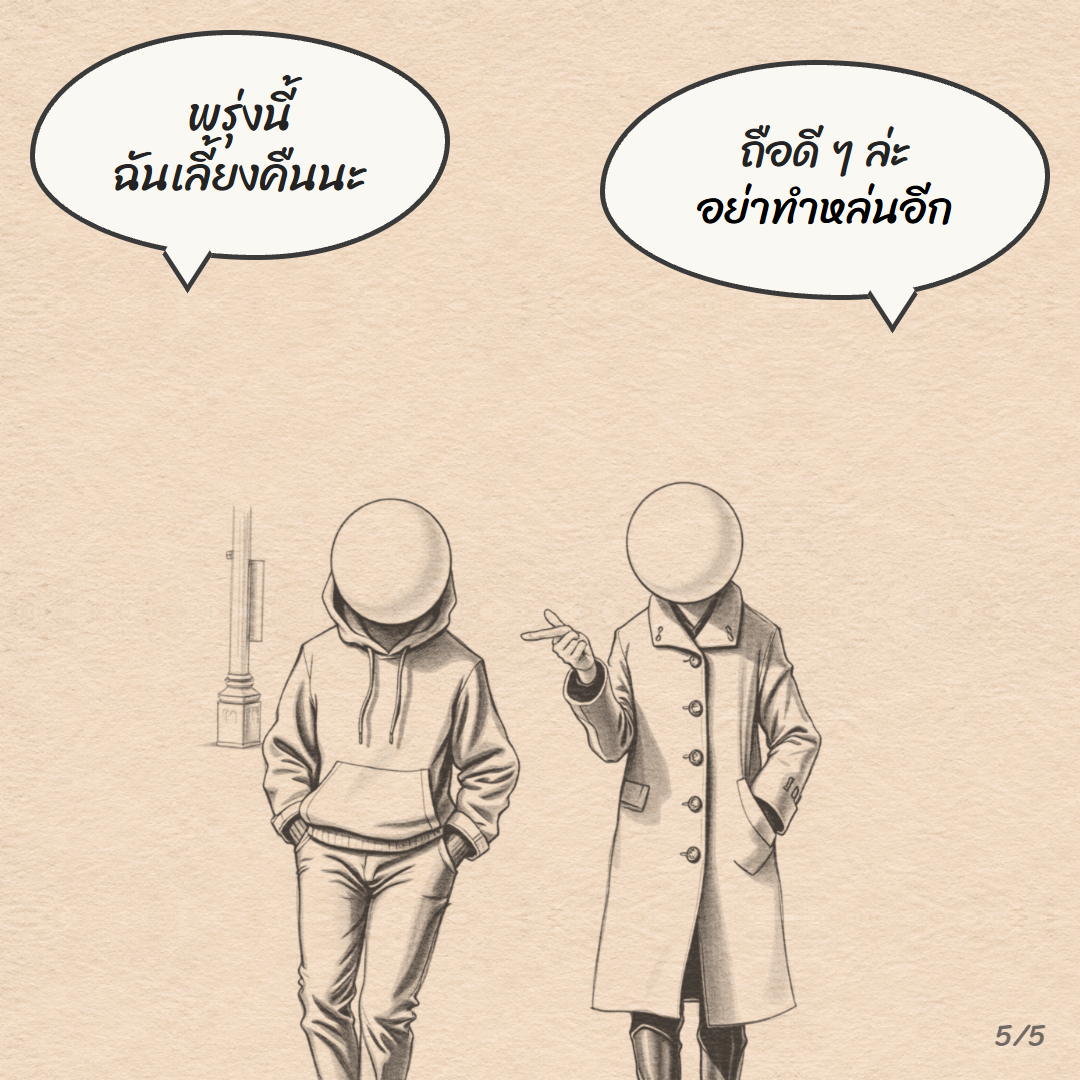 พรุ่งนี้
ฉันเลี้ยงคืนนะ
ถือดี ๆ ล่ะ
อย่าทำหล่นอีก
5/5